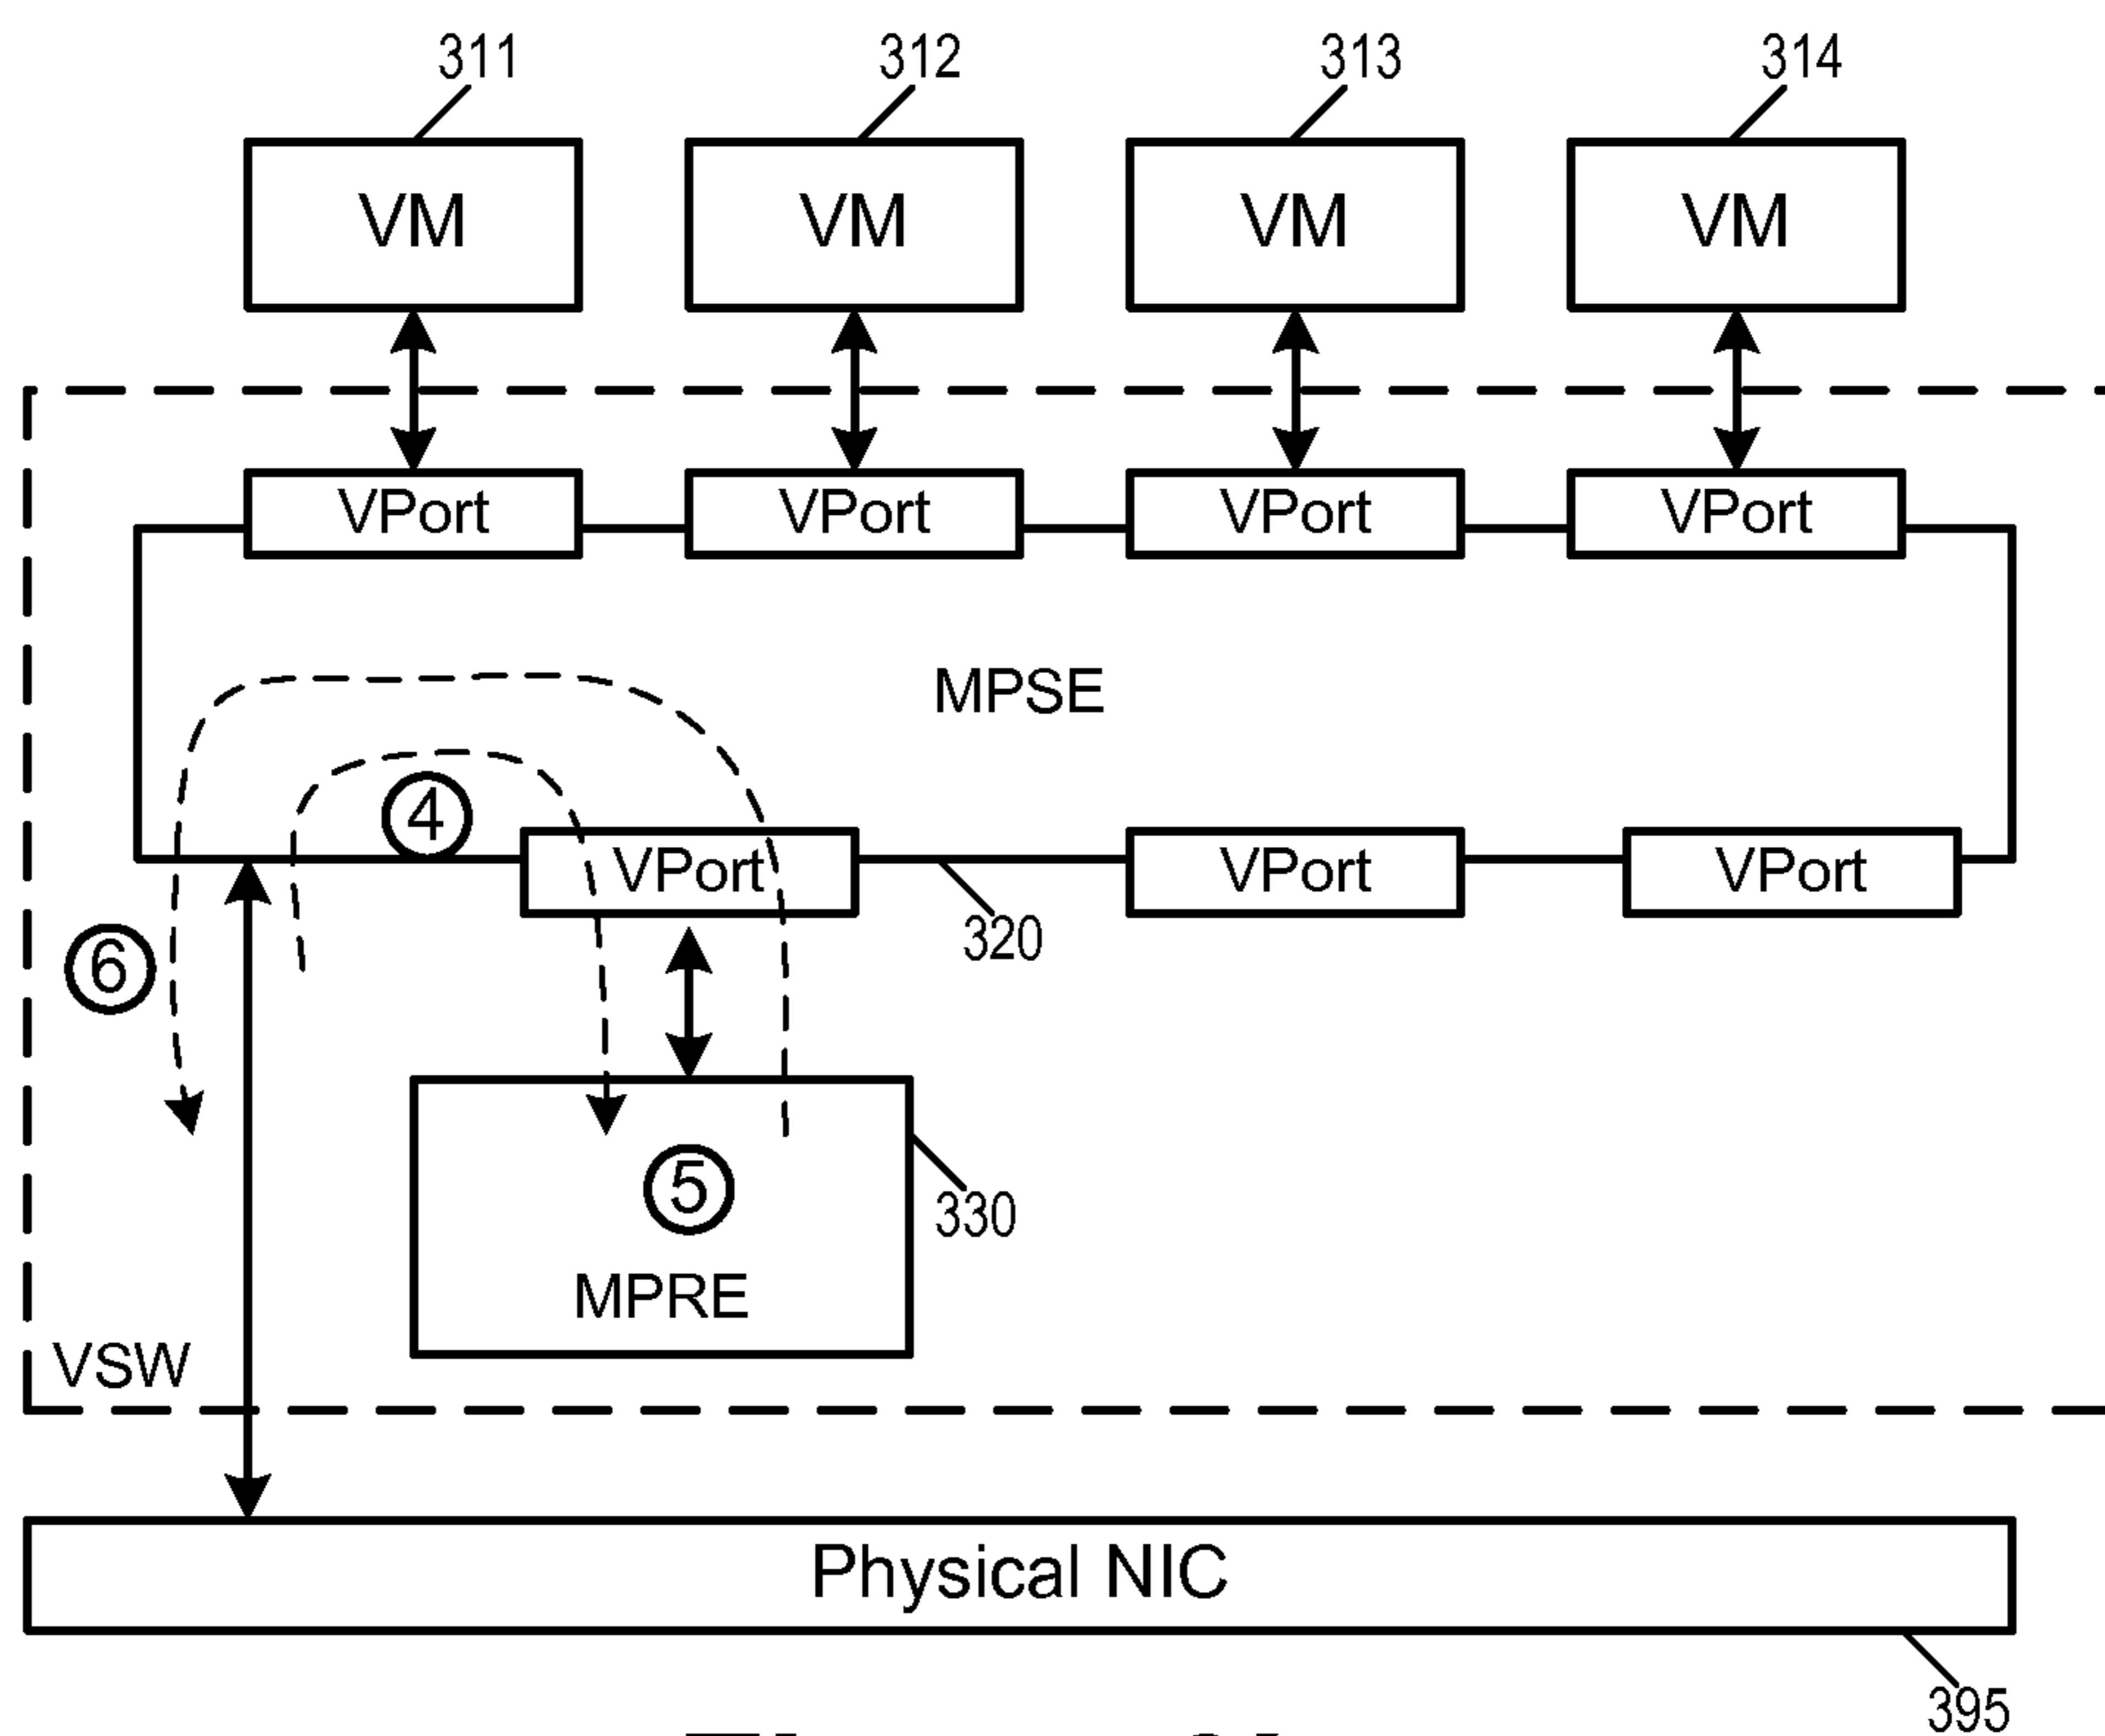 311 312 313 314
VM VM VM VM
VPort VPort VPort VPort
MPSE
4
VPort VPort VPort
320
6
5
330
MPRE
VSW
Physical NIC
395